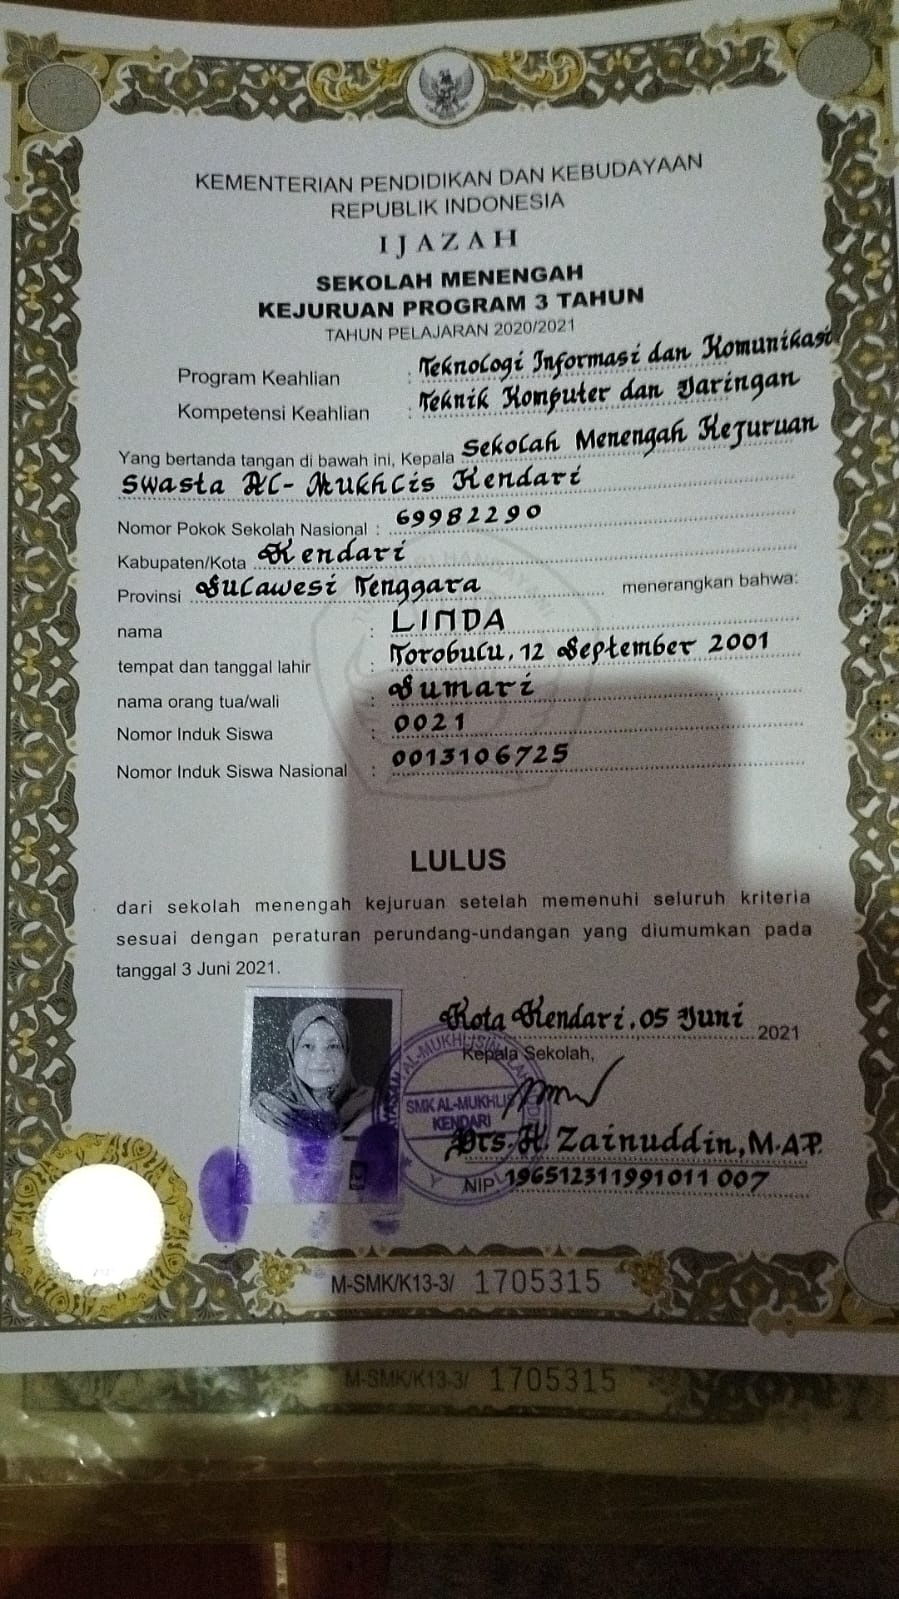 KEMENTERIAN PENDIDIKAN DAN KEBUDAYAAN
REPUBLIK INDONESIA
IJAZAH
SEKOLAH MENENGAH
KEJURUAN PROGRAM 3 TAHUN
TAHUN PELAJARAN 2020/2021
Program Keahlian : Teknologi Informasi dan Komunikasi
Kompetensi Keahlian : Teknik Komputer dan Jaringan
Yang bertanda tangan di bawah ini, Kepala Sekolah Menengah Kejuruan
Swasta Al-Mukhlis Kendari
Nomor Pokok Sekolah Nasional : 69982290
Kabupaten/Kota Kendari
Provinsi Sulawesi Tenggara menerangkan bahwa:
nama : LINDA
tempat dan tanggal lahir : Torobulu, 12 September 2001
nama orang tua/wali : Sumari
Nomor Induk Siswa : 0021
Nomor Induk Siswa Nasional : 0013106725
LULUS
dari sekolah menengah kejuruan setelah memenuhi seluruh kriteria
sesuai dengan peraturan perundang-undangan yang diumumkan pada
tanggal 3 Juni 2021.
Kota Kendari, 05 Juni 2021
Kepala Sekolah,
SMK AL-MUKHLIS
KENDARI
Drs. H. Zainuddin, M.AP.
NIP 196512311991011 007
M-SMK/K13-3/ 1705315
M-SMK/K13-3/ 1705315